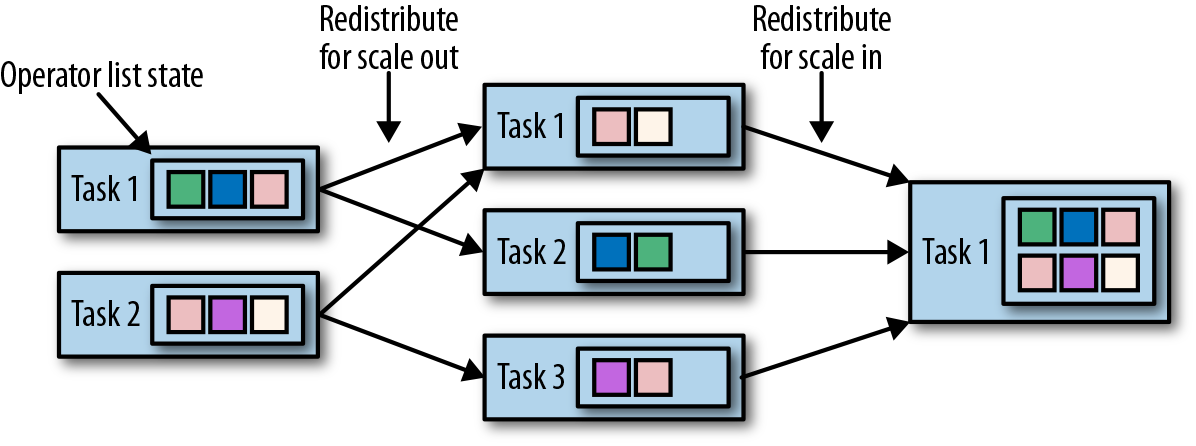 Operator list state
Redistribute
for scale out
Redistribute
for scale in
Task 1
Task 2
Task 1
Task 2
Task 3
Task 1